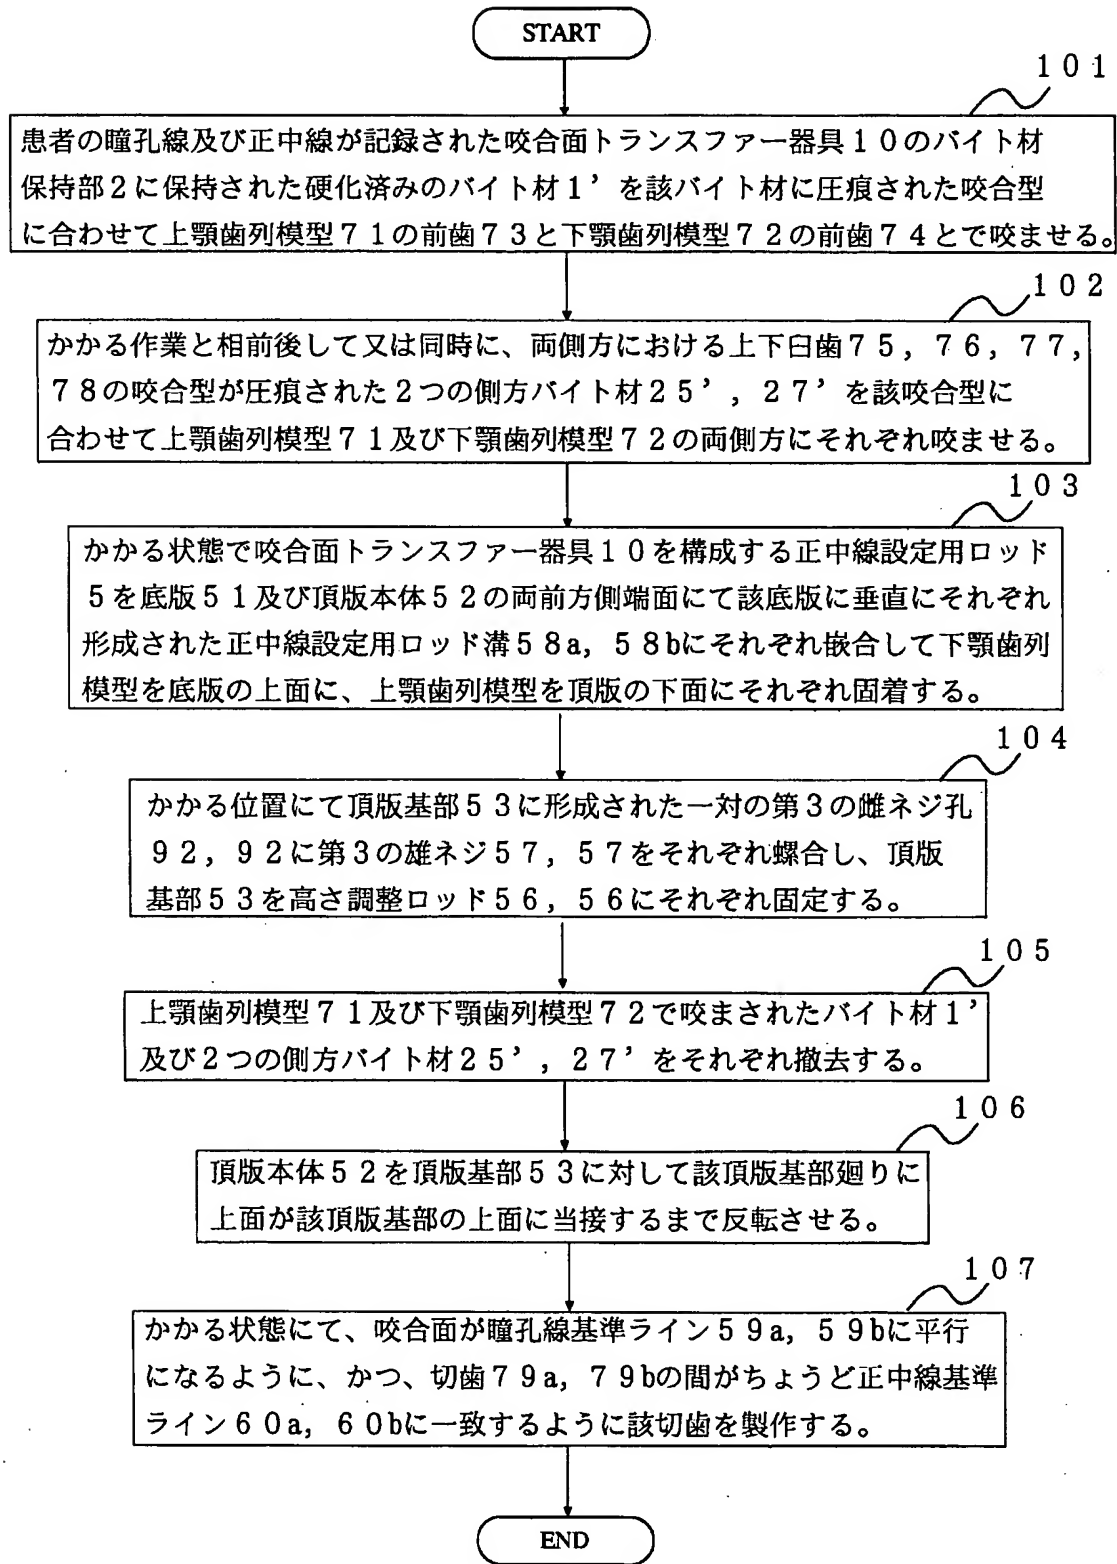 START
101
患者の瞳孔線及び正中線が記録された咬合面トランスファー器具10のバイト材
保持部2に保持された硬化済みのバイト材1’を該バイト材に圧痕された咬合型
に合わせて上顎歯列模型71の前歯73と下顎歯列模型72の前歯74とで咬ませる。
102
かかる作業と相前後して又は同時に、両側方における上下臼歯75,76,77,
78の咬合型が圧痕された2つの側方バイト材25’,27’を該咬合型に
合わせて上顎歯列模型71及び下顎歯列模型72の両側方にそれぞれ咬ませる。
103
かかる状態で咬合面トランスファー器具10を構成する正中線設定用ロッド
5を底版51及び頂版本体52の両前方側端面にて該底版に垂直にそれぞれ
形成された正中線設定用ロッド溝58a,58bにそれぞれ嵌合して下顎歯列
模型を底版の上面に、上顎歯列模型を頂版の下面にそれぞれ固着する。
104
かかる位置にて頂版基部53に形成された一対の第3の雌ネジ孔
92,92に第3の雄ネジ57,57をそれぞれ螺合し、頂版
基部53を高さ調整ロッド56,56にそれぞれ固定する。
105
上顎歯列模型71及び下顎歯列模型72で咬まされたバイト材1’
及び2つの側方バイト材25’,27’をそれぞれ撤去する。
106
頂版本体52を頂版基部53に対して該頂版基部廻りに
上面が該頂版基部の上面に当接するまで反転させる。
107
かかる状態にて、咬合面が瞳孔線基準ライン59a,59bに平行
になるように、かつ、切歯79a,79bの間がちょうど正中線基準
ライン60a,60bに一致するように該切歯を製作する。
END